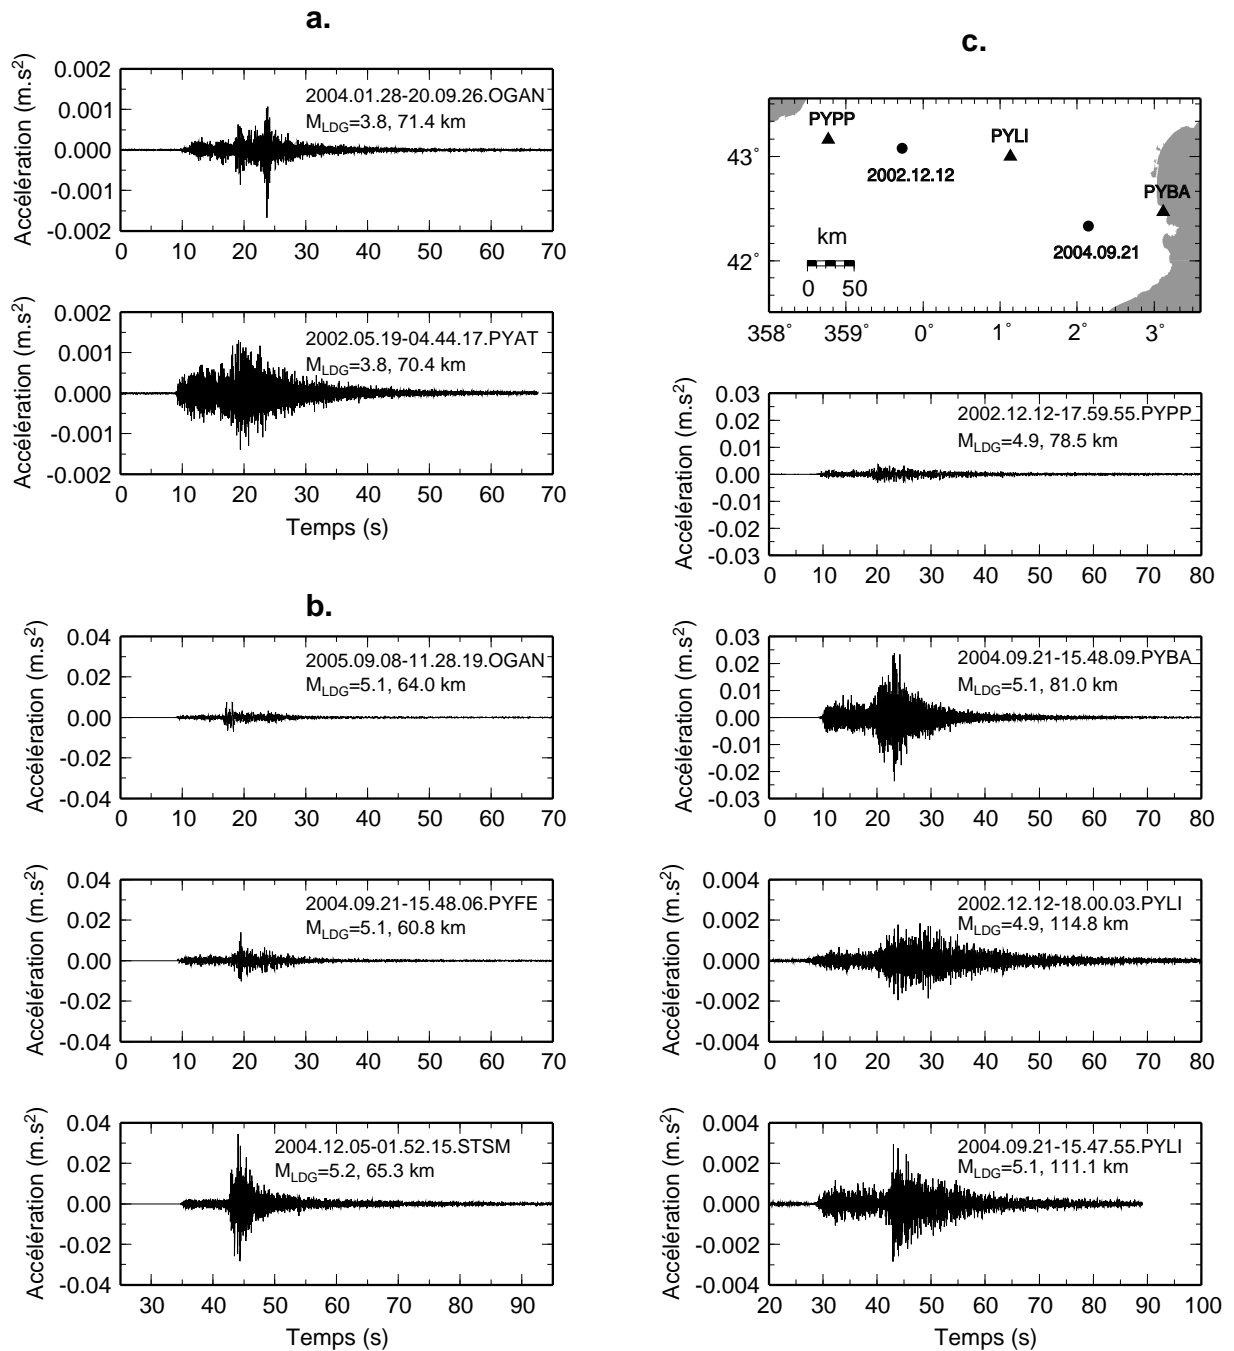 a.
Accélération (m.s²)
0.002
0.001
0.000
-0.001
-0.002
2004.01.28-20.09.26.OGAN
M_LDG=3.8, 71.4 km
0 10 20 30 40 50 60 70
Accélération (m.s²)
0.002
0.001
0.000
-0.001
-0.002
2002.05.19-04.44.17.PYAT
M_LDG=3.8, 70.4 km
0 10 20 30 40 50 60 70
Temps (s)
b.
Accélération (m.s²)
0.04
0.02
0.00
-0.02
-0.04
2005.09.08-11.28.19.OGAN
M_LDG=5.1, 64.0 km
0 10 20 30 40 50 60 70
Accélération (m.s²)
0.04
0.02
0.00
-0.02
-0.04
2004.09.21-15.48.06.PYFE
M_LDG=5.1, 60.8 km
0 10 20 30 40 50 60 70
Accélération (m.s²)
0.04
0.02
0.00
-0.02
-0.04
2004.12.05-01.52.15.STSM
M_LDG=5.2, 65.3 km
30 40 50 60 70 80 90
Temps (s)
c.
PYPP
PYLI
43°
2002.12.12
PYBA
km
2004.09.21
42°
0 50
358° 359° 0° 1° 2° 3°
Accélération (m.s²)
0.03
0.02
0.01
0.00
-0.01
-0.02
-0.03
2002.12.12-17.59.55.PYPP
M_LDG=4.9, 78.5 km
0 10 20 30 40 50 60 70 80
Accélération (m.s²)
0.03
0.02
0.01
0.00
-0.01
-0.02
-0.03
2004.09.21-15.48.09.PYBA
M_LDG=5.1, 81.0 km
0 10 20 30 40 50 60 70 80
Accélération (m.s²)
0.004
0.002
0.000
-0.002
-0.004
2002.12.12-18.00.03.PYLI
M_LDG=4.9, 114.8 km
0 10 20 30 40 50 60 70 80
Accélération (m.s²)
0.004
0.002
0.000
-0.002
-0.004
2004.09.21-15.47.55.PYLI
M_LDG=5.1, 111.1 km
20 30 40 50 60 70 80 90 100
Temps (s)